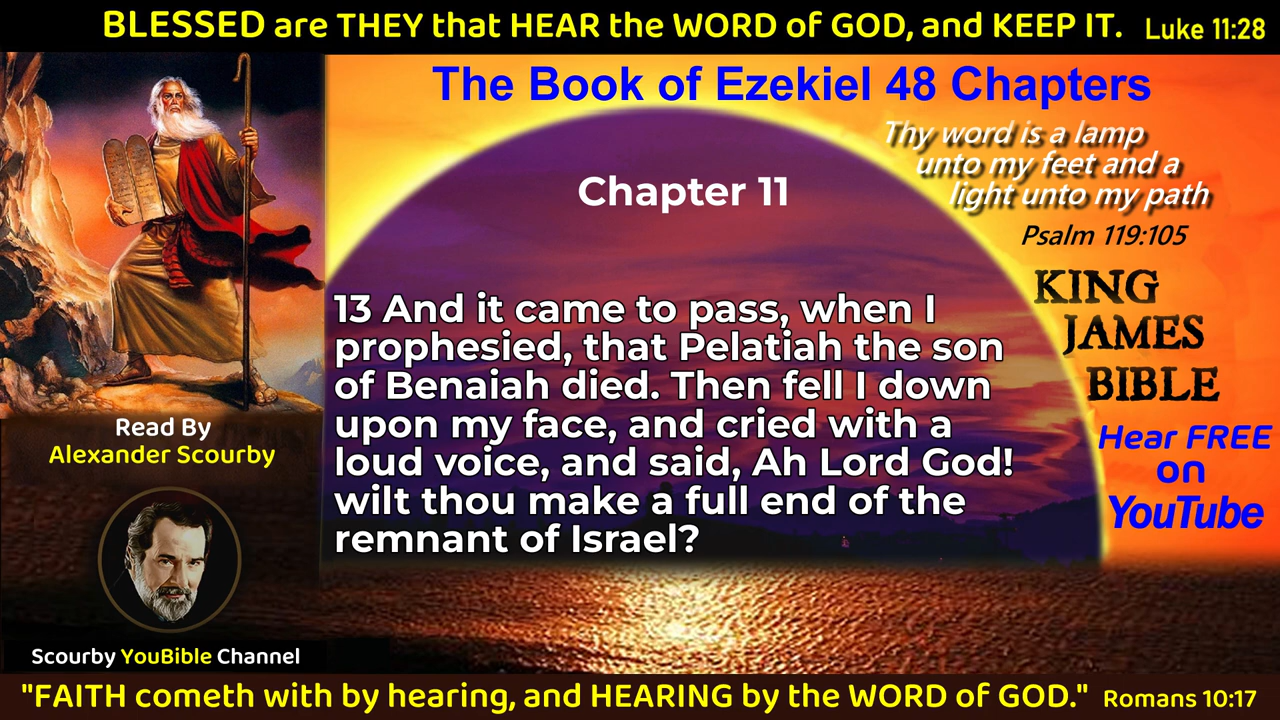 BLESSED are THEY that HEAR the WORD of GOD, and KEEP IT. Luke 11:28
The Book of Ezekiel 48 Chapters
Thy word is a lamp
unto my feet and a
light unto my path
Psalm 119:105
Chapter 11
KING
JAMES
BIBLE
13 And it came to pass, when I
prophesied, that Pelatiah the son
of Benaiah died. Then fell I down
upon my face, and cried with a
loud voice, and said, Ah Lord God!
wilt thou make a full end of the
remnant of Israel?
Hear FREE
on
YouTube
Read By
Alexander Scourby
Scourby YouBible Channel
"FAITH cometh with by hearing, and HEARING by the WORD of GOD." Romans 10:17